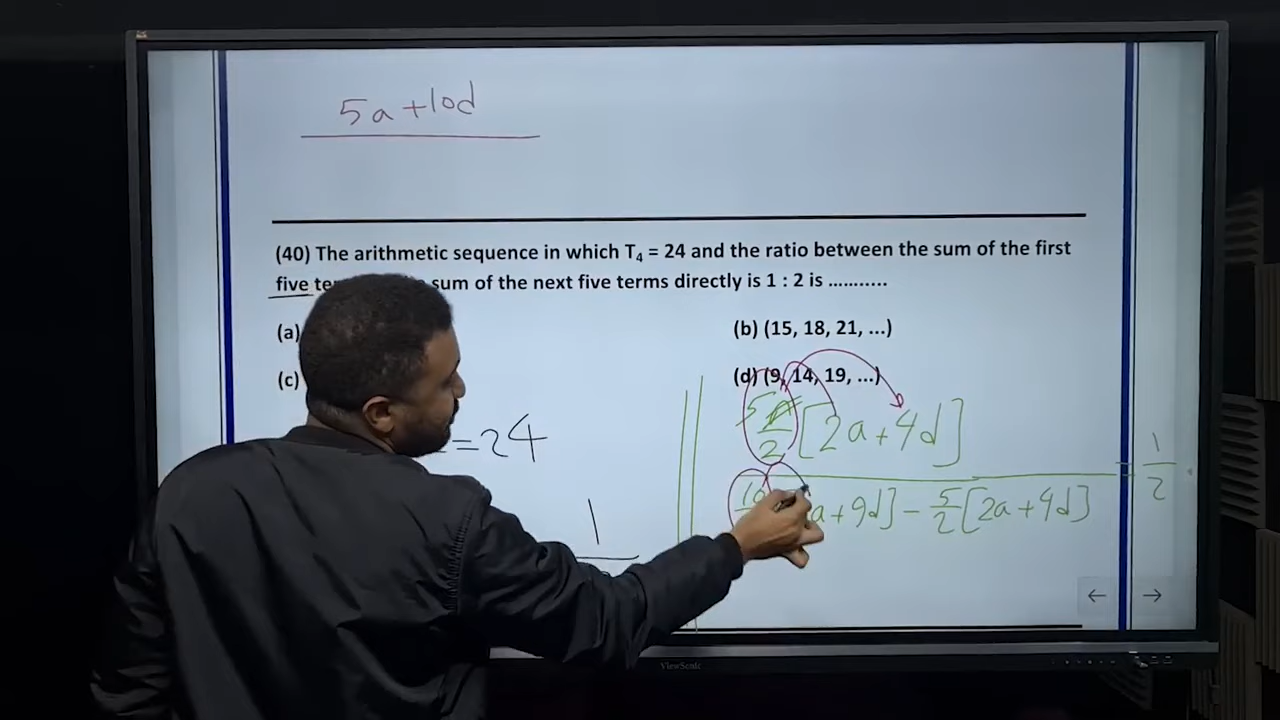 5a + 10d
(40) The arithmetic sequence in which T₄ = 24 and the ratio between the sum of the first
five sum of the next five terms directly is 1 : 2 is ...........
(a) (b) (15, 18, 21, ...)
(c) (d) (9, 14, 19, ...)
= 24
5/2 [2a + 4d]
10 a + 9d] - 5/2 [2a + 4d] = 1/2
1
ViewSonic